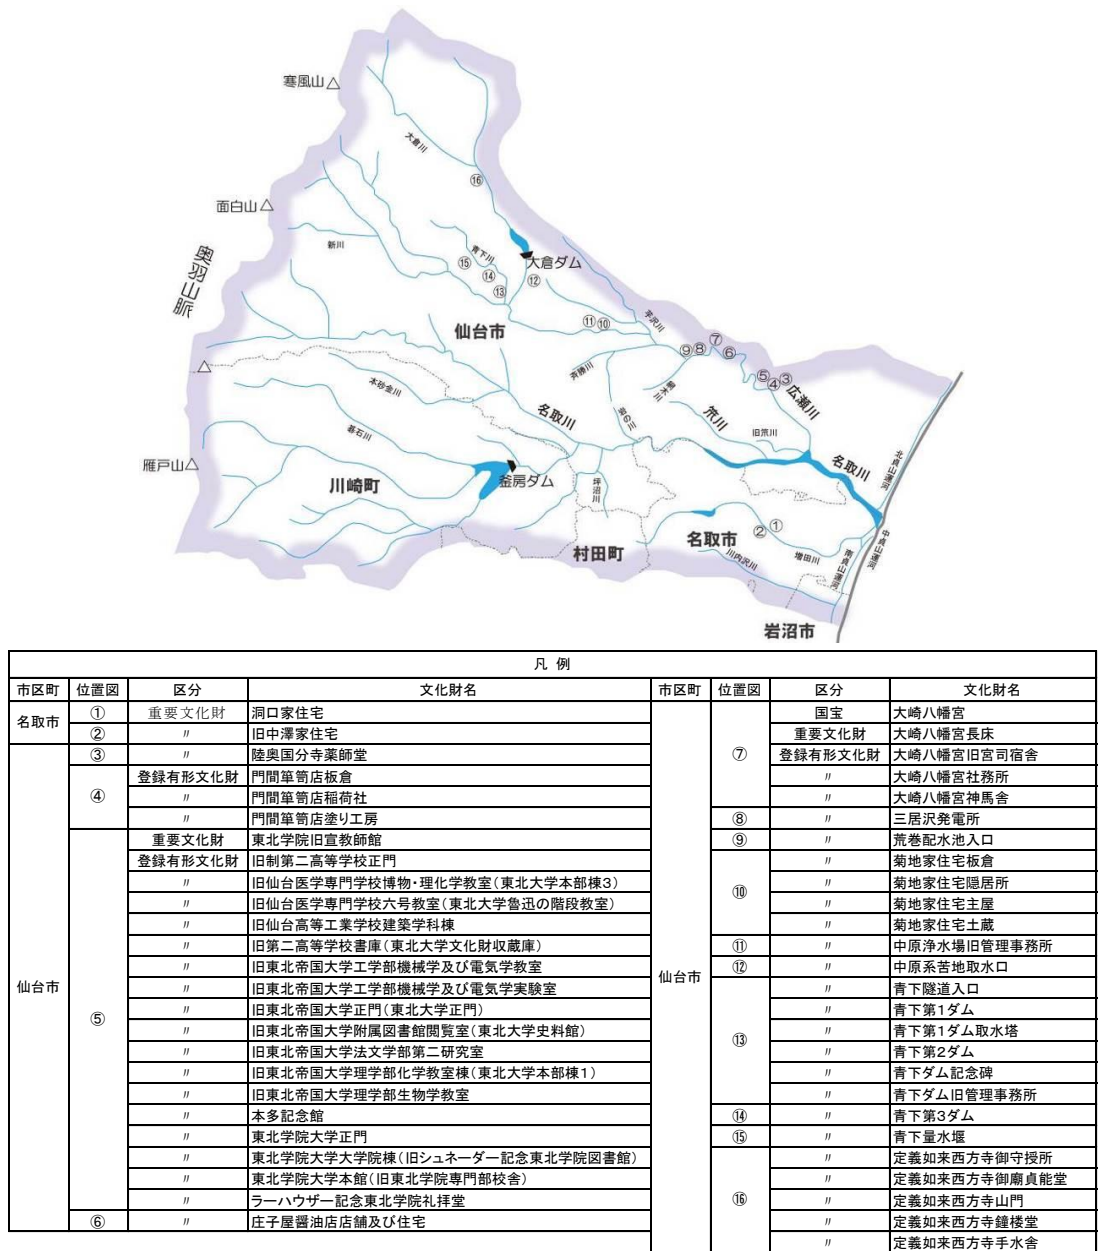 寒風山
大倉川
⑯
面白山
奥羽山脈
新川
青下川
⑮
⑭
⑬
大倉ダム
⑫
仙台市
⑪⑩
芋沢川
⑦
⑨⑧
⑥
斉勝川
⑤
④
③
広瀬川
本砂金川
碁石川
名取川
笊川
旧笊川
名取川
北貞山運河
雁戸山
川崎町
釜房ダム
坪沼川
村田町
名取市
②
①
川内沢川
増田川
南貞山運河
中貞山運河
岩沼市
凡 例
市区町 位置図 区分 文化財名 市区町 位置図 区分 文化財名
名取市 ① 重要文化財 洞口家住宅
② 〃 旧中澤家住宅
仙台市
③ 〃 陸奥国分寺薬師堂
④ 登録有形文化財 門間箪笥店板倉
〃 門間箪笥店稲荷社
〃 門間箪笥店塗り工房
⑤ 重要文化財 東北学院旧宣教師館
登録有形文化財 旧制第二高等学校正門
〃 旧仙台医学専門学校博物・理化学教室(東北大学本部棟3)
〃 旧仙台医学専門学校六号教室(東北大学魯迅の階段教室)
〃 旧仙台高等工業学校建築学科棟
〃 旧第二高等学校書庫(東北大学文化財収蔵庫)
〃 旧東北帝国大学工学部機械学及び電気学教室
〃 旧東北帝国大学工学部機械学及び電気学実験室
〃 旧東北帝国大学正門(東北大学正門)
〃 旧東北帝国大学附属図書館閲覧室(東北大学史料館)
〃 旧東北帝国大学法文学部第二研究室
〃 旧東北帝国大学理学部化学教室棟(東北大学本部棟1)
〃 旧東北帝国大学理学部生物学教室
〃 本多記念館
〃 東北学院大学正門
〃 東北学院大学大学院棟(旧シュネーダー記念東北学院図書館)
〃 東北学院大学本館(旧東北学院専門部校舎)
〃 ラーハウザー記念東北学院礼拝堂
⑥ 〃 庄子屋醤油店店舗及び住宅
仙台市
⑦ 国宝 大崎八幡宮
重要文化財 大崎八幡宮長床
登録有形文化財 大崎八幡宮旧宮司宿舎
〃 大崎八幡宮社務所
〃 大崎八幡宮神馬舎
⑧ 〃 三居沢発電所
⑨ 〃 荒巻配水池入口
⑩ 〃 菊地家住宅板倉
〃 菊地家住宅隠居所
〃 菊地家住宅主屋
〃 菊地家住宅土蔵
⑪ 〃 中原浄水場旧管理事務所
⑫ 〃 中原系苦地取水口
⑬ 〃 青下隧道入口
〃 青下第1ダム
〃 青下第1ダム取水塔
〃 青下第2ダム
〃 青下ダム記念碑
〃 青下ダム旧管理事務所
⑭ 〃 青下第3ダム
⑮ 〃 青下量水堰
⑯ 〃 定義如来西方寺御守授所
〃 定義如来西方寺御廟貞能堂
〃 定義如来西方寺山門
〃 定義如来西方寺鐘楼堂
〃 定義如来西方寺手水舎